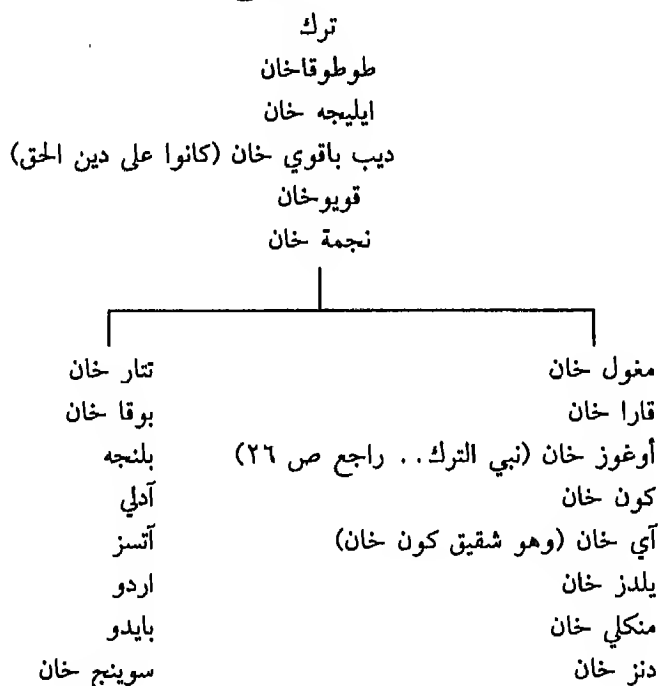 ترك
طوطوقاخان
ايليجه خان
ديب باقوي خان (كانوا على دين الحق)
قويوخان
نجمة خان
مغول خان
تتار خان
قارا خان
بوقا خان
أوغوز خان (نبي الترك .. راجع ص ٢٦)
بلنجه
كون خان
آدلي
آي خان (وهو شقيق كون خان)
آتسز
يلدز خان
اردو
منكلي خان
بايدو
دنز خان
سوينج خان